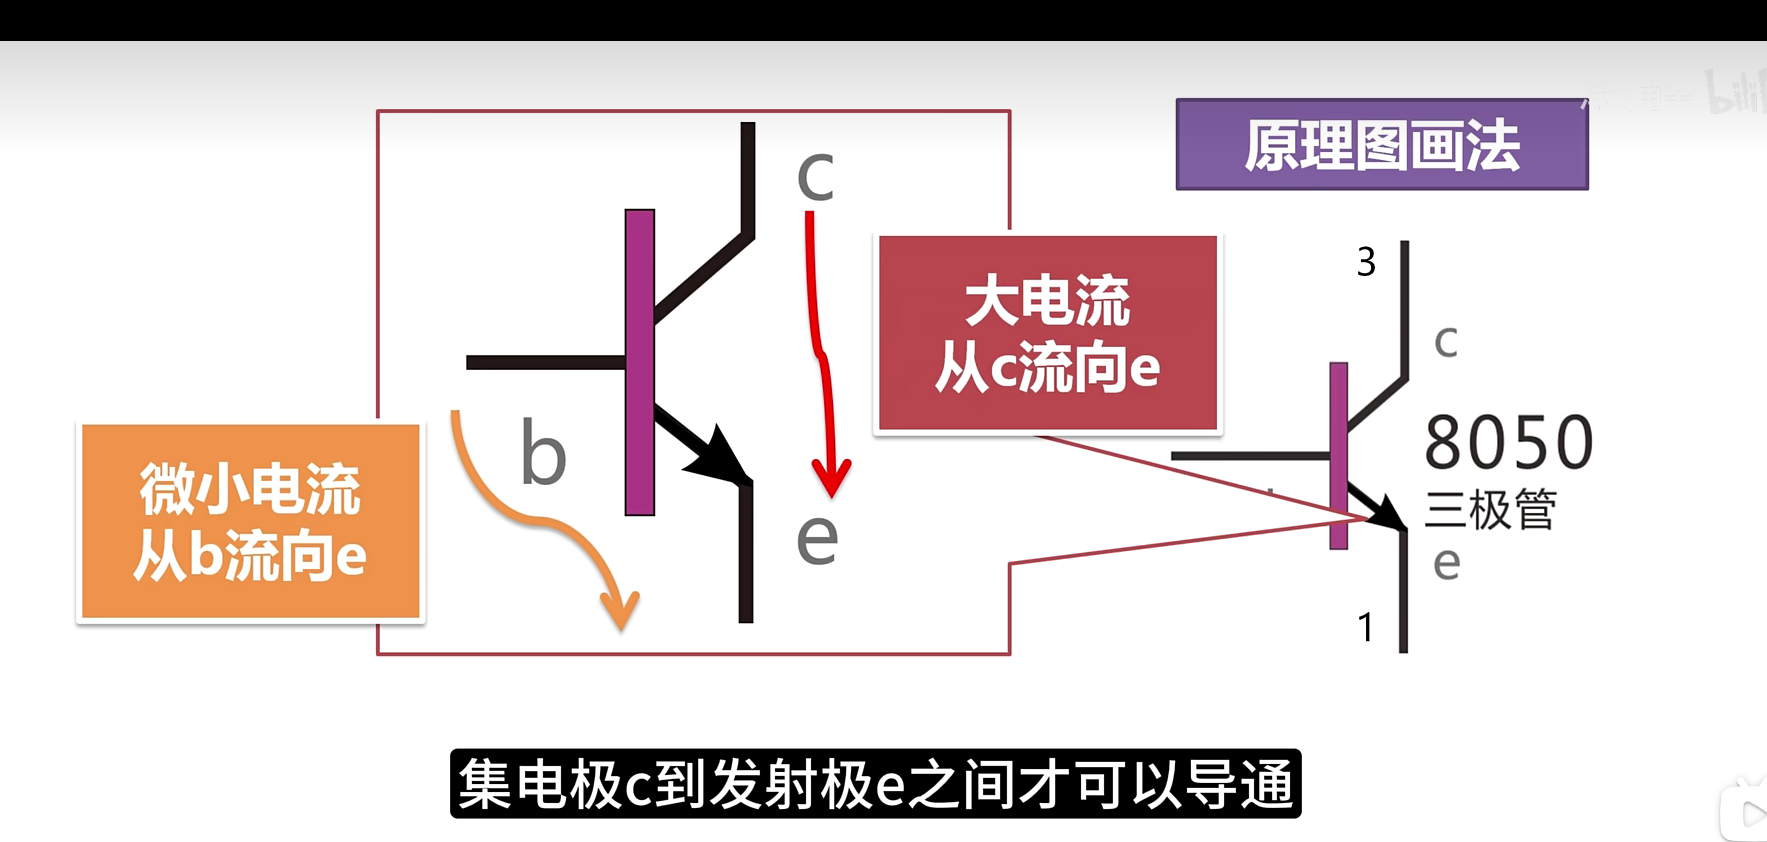 原理图画法
c
大电流
从c流向e
b
微小电流
从b流向e
e
3
c
8050
三极管
e
1
集电极c到发射极e之间才可以导通